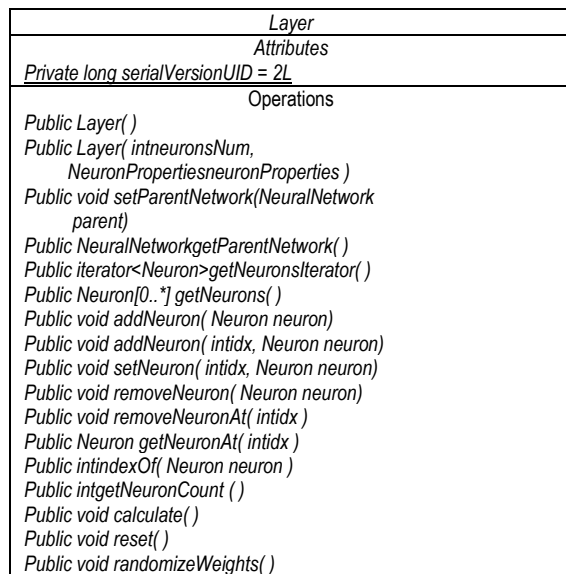 Layer
Attributes
Private long serialVersionUID = 2L
Operations
Public Layer( )
Public Layer( intneuronsNum,
NeuronPropertiesneuronProperties )
Public void setParentNetwork(NeuralNetwork
parent)
Public NeuralNetworkgetParentNetwork( )
Public iterator<Neuron>getNeuronsIterator( )
Public Neuron[0..*] getNeurons( )
Public void addNeuron( Neuron neuron)
Public void addNeuron( intidx, Neuron neuron)
Public void setNeuron( intidx, Neuron neuron)
Public void removeNeuron( Neuron neuron)
Public void removeNeuronAt( intidx )
Public Neuron getNeuronAt( intidx )
Public intindexOf( Neuron neuron )
Public intgetNeuronCount ( )
Public void calculate( )
Public void reset( )
Public void randomizeWeights( )